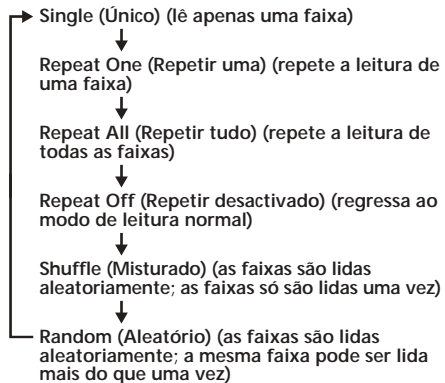 Single (Único) (lê apenas uma faixa)
Repeat One (Repetir uma) (repete a leitura de
uma faixa)
Repeat All (Repetir tudo) (repete a leitura de
todas as faixas)
Repeat Off (Repetir desactivado) (regressa ao
modo de leitura normal)
Shuffle (Misturado) (as faixas são lidas
aleatoriamente; as faixas só são lidas uma vez)
Random (Aleatório) (as faixas são lidas
aleatoriamente; a mesma faixa pode ser lida
mais do que uma vez)